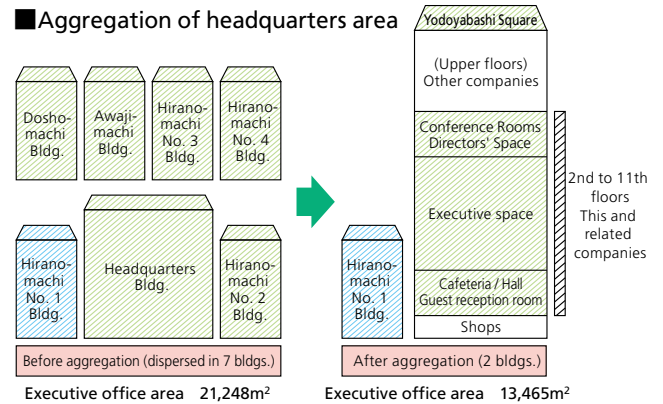 ■Aggregation of headquarters area
Dosho-
machi
Bldg.
Awaji-
machi
Bldg.
Hirano-
machi
No. 3
Bldg.
Hirano-
machi
No. 4
Bldg.
Hirano-
machi
No. 1
Bldg.
Headquarters
Bldg.
Hirano-
machi
No. 2
Bldg.
Before aggregation (dispersed in 7 bldgs.)
Executive office area 21,248m²
Yodoyabashi Square
(Upper floors)
Other companies
Conference Rooms
Directors' Space
Executive space
Cafeteria / Hall
Guest reception room
Shops
2nd to 11th
floors
This and
related
companies
Hirano-
machi
No. 1
Bldg.
After aggregation (2 bldgs.)
Executive office area 13,465m²